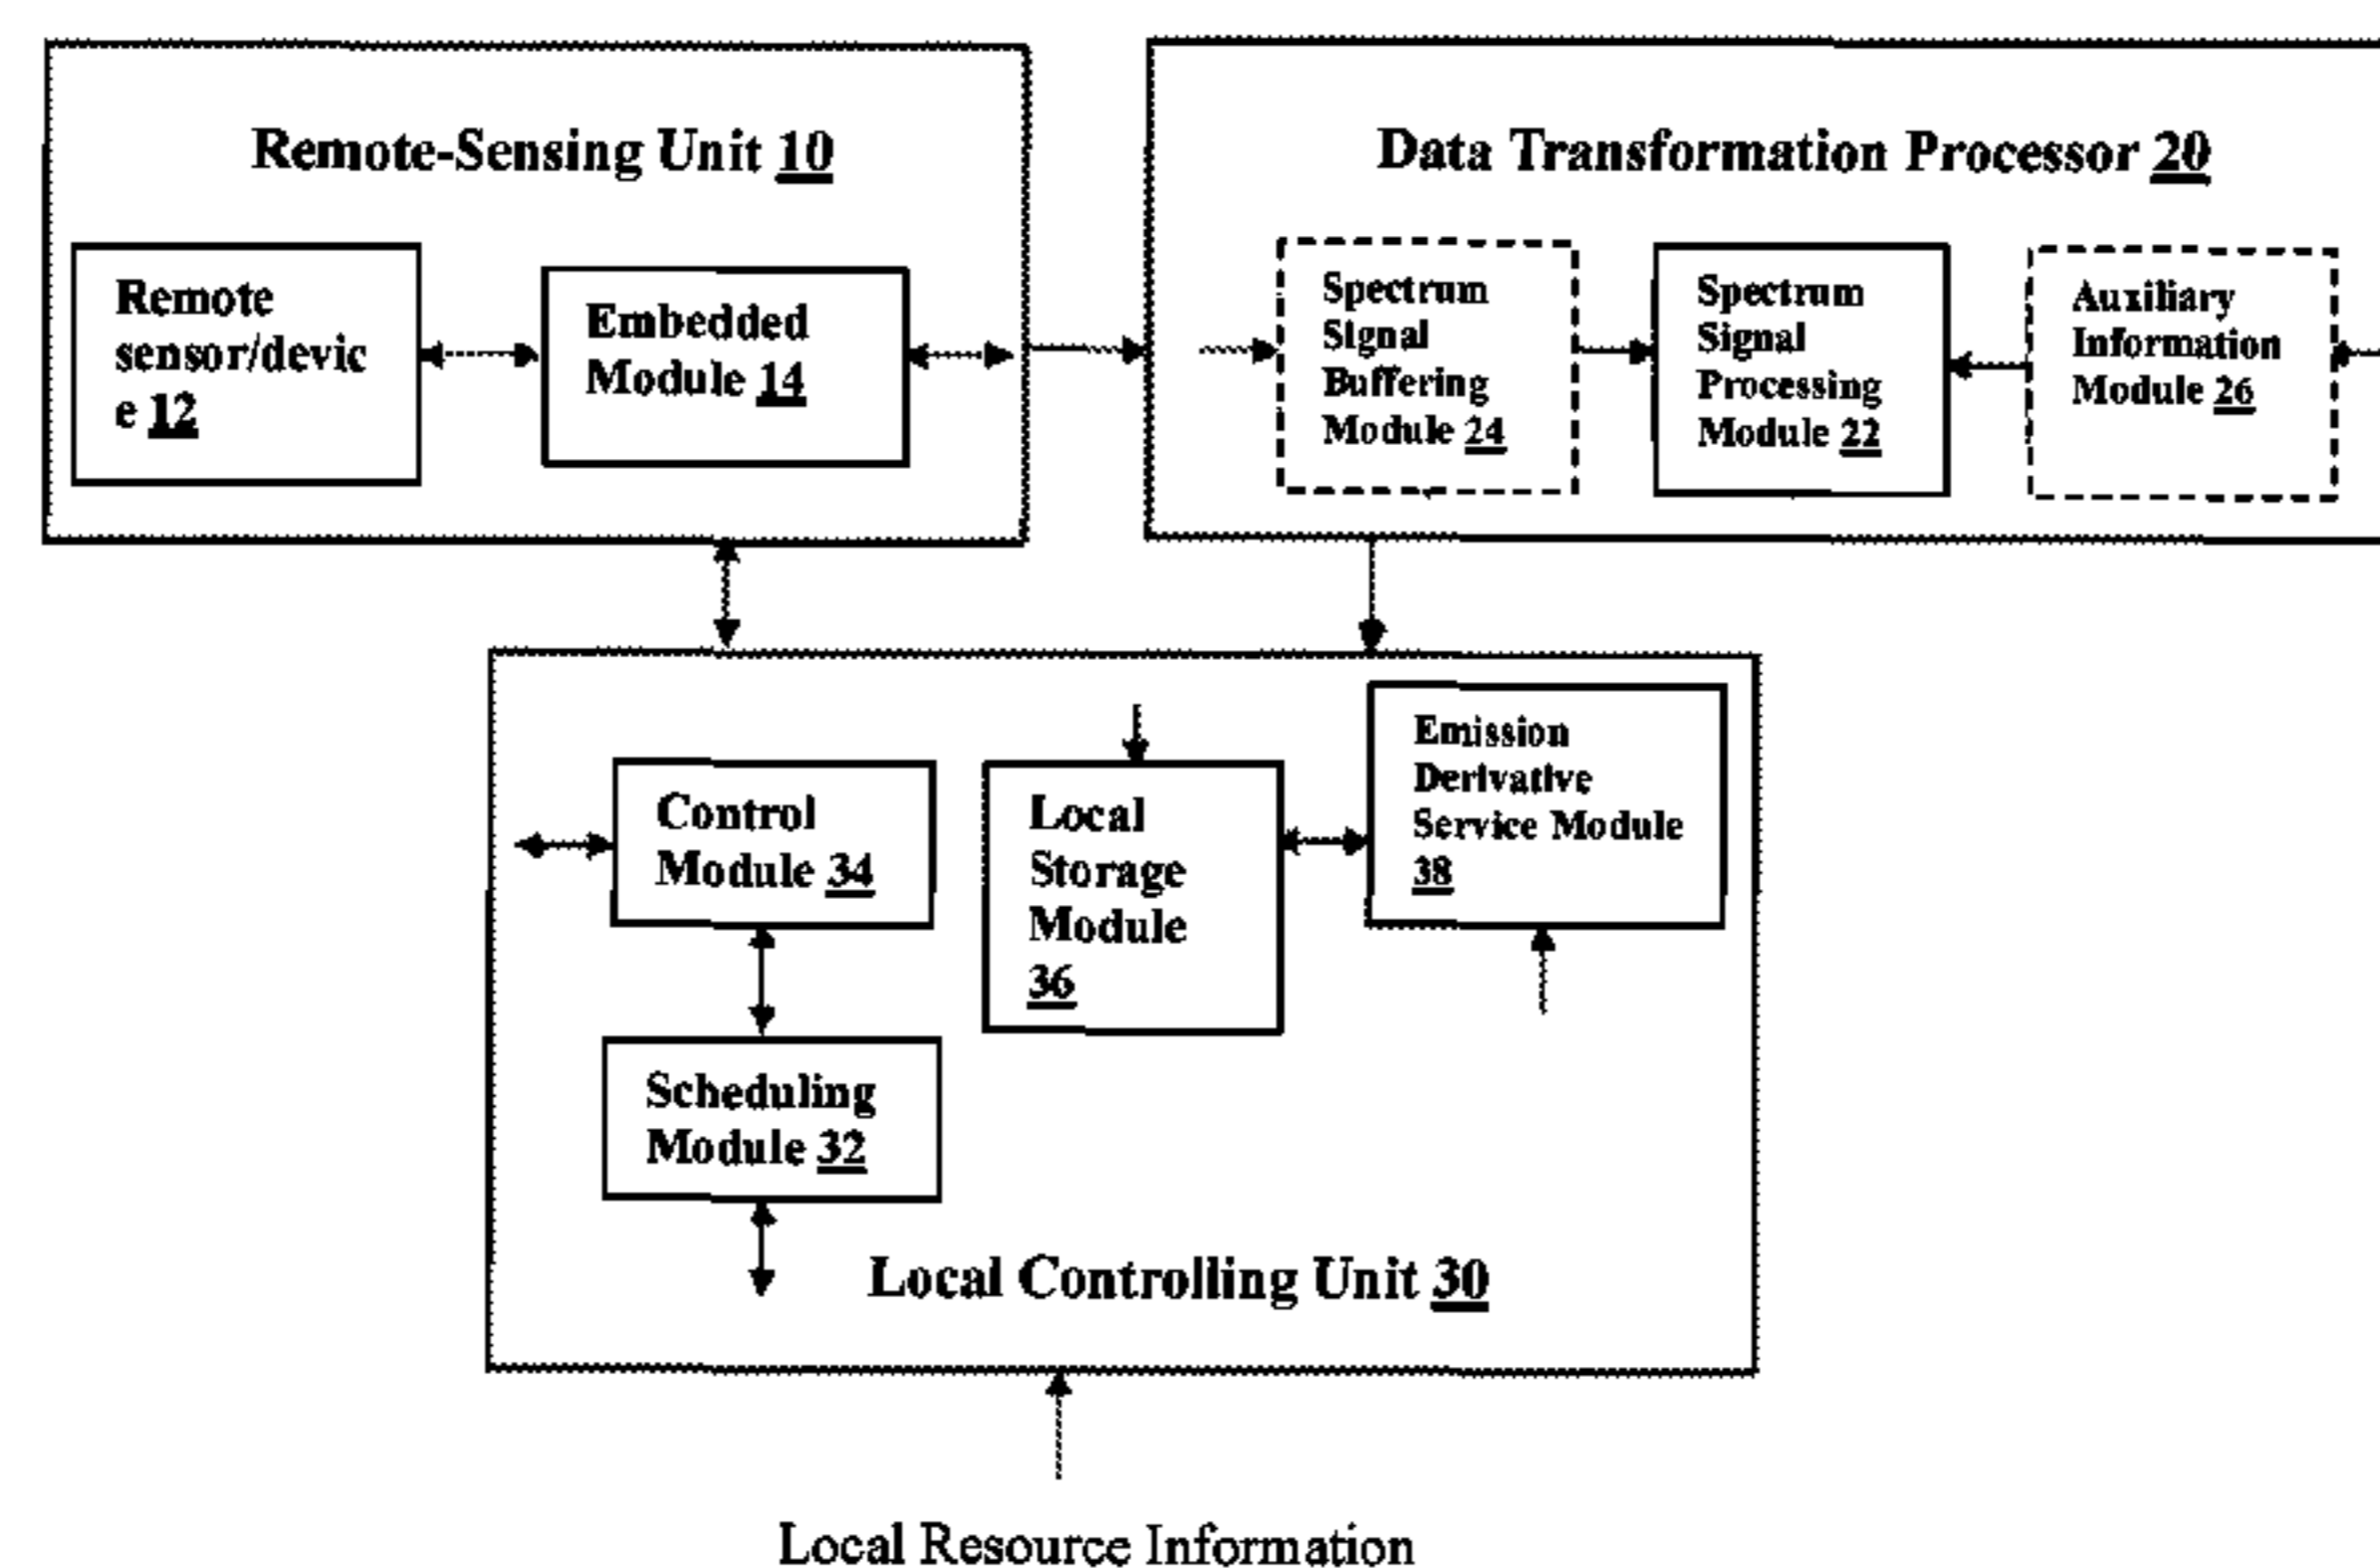 Remote-Sensing Unit 10
Remote
sensor/devic
e 12
Embedded
Module 14
Data Transformation Processor 20
Spectrum
Signal
Buffering
Module 24
Spectrum
Signal
Processing
Module 22
Auxiliary
Information
Module 26
Control
Module 34
Local
Storage
Module
36
Emission
Derivative
Service Module
38
Scheduling
Module 32
Local Controlling Unit 30
Local Resource Information